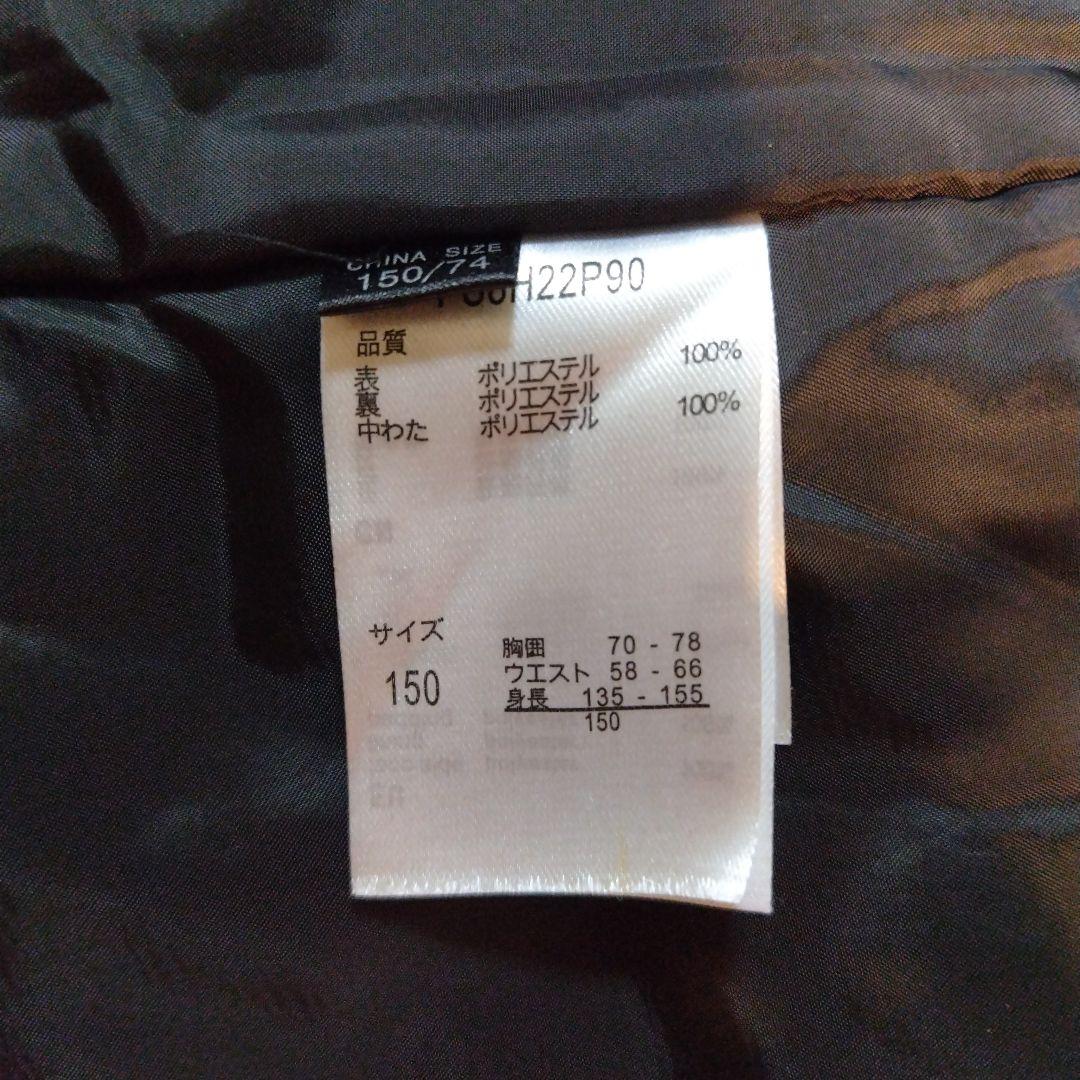 CHINA SIZE
150/74
H22P90
品質
表 ポリエステル 100%
裏 ポリエステル
中わた ポリエステル 100%
サイズ
150
胸囲 70 - 78
ウエスト 58 - 66
身長 135 - 155
150